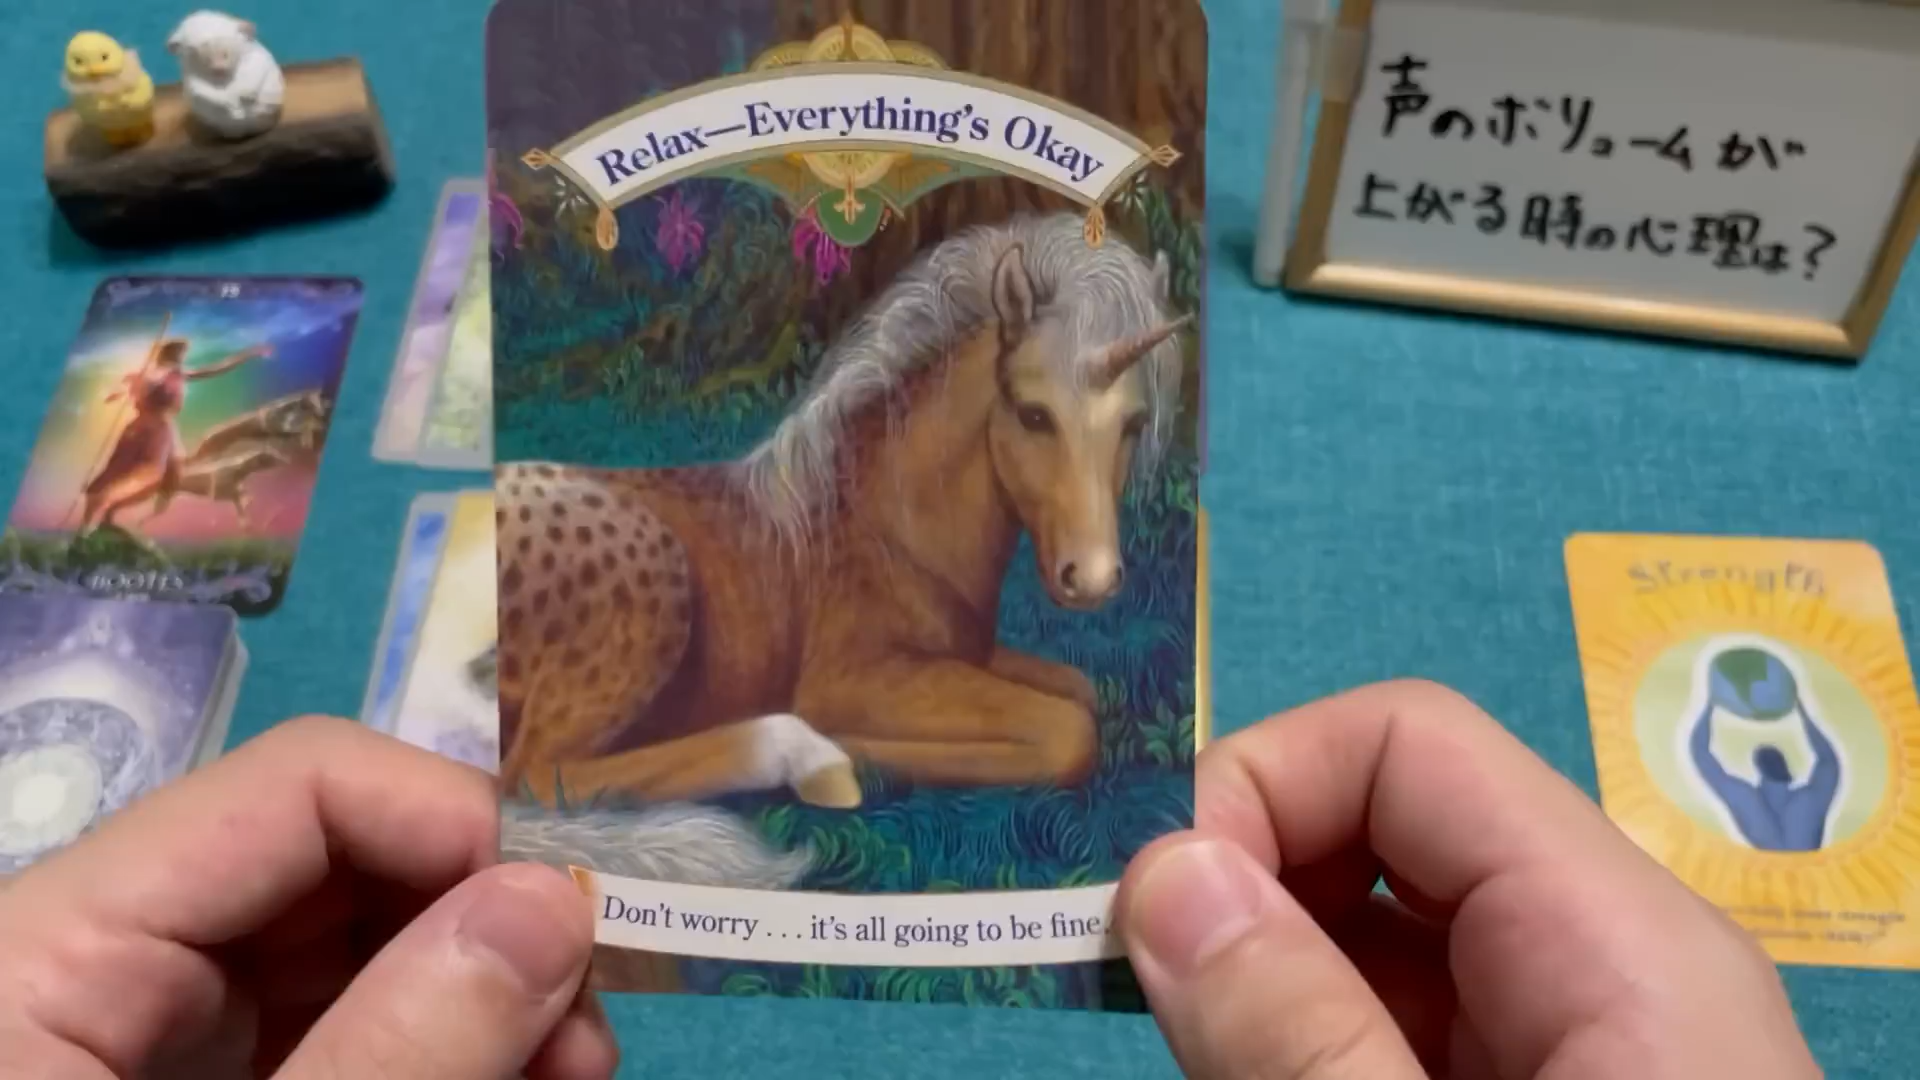 Relax—Everything's Okay
Don't worry . . . it's all going to be fine.
声のボリュームが
上がる時の心理は?
Strength